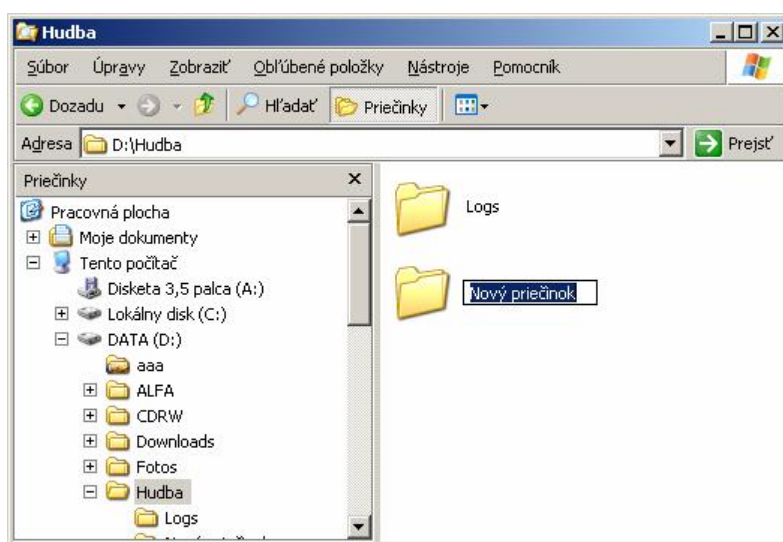 Hudba
Súbor Úpravy Zobraziť Obľúbené položky Nástroje Pomocník
Dozadu Hľadať Priečinky
Adresa D:\Hudba Prejsť
Priečinky
Pracovná plocha
Moje dokumenty
Tento počítač
Disketa 3,5 palca (A:)
Lokálny disk (C:)
DATA (D:)
aaa
ALFA
CDRW
Downloads
Fotos
Hudba
Logs
Logs
Nový priečinok